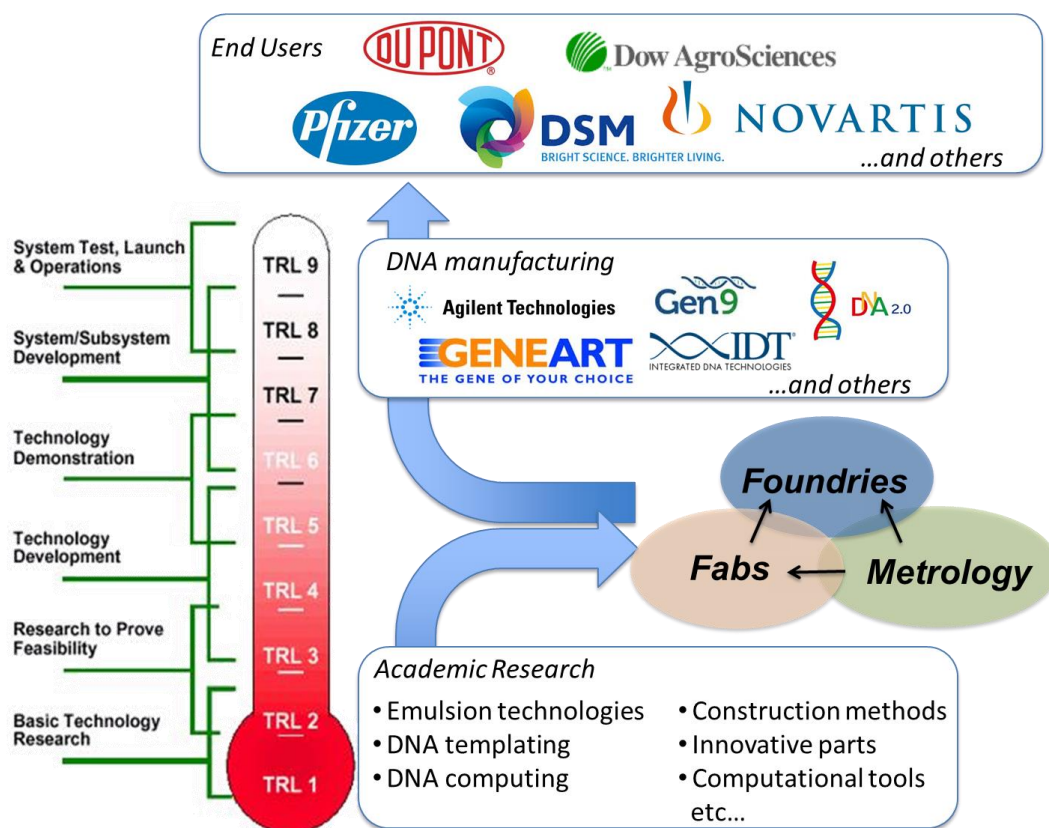 End Users
DU PONT
®
Dow AgroSciences
Pfizer
DSM
BRIGHT SCIENCE. BRIGHTER LIVING.
NOVARTIS
...and others
System Test, Launch
& Operations
System/Subsystem
Development
Technology
Demonstration
Technology
Development
Research to Prove
Feasibility
Basic Technology
Research
TRL 9
TRL 8
TRL 7
TRL 6
TRL 5
TRL 4
TRL 3
TRL 2
TRL 1
DNA manufacturing
Agilent Technologies
Gen9
DNA 2.0
GENEART
THE GENE OF YOUR CHOICE
IDT®
INTEGRATED DNA TECHNOLOGIES
...and others
Foundries
Fabs
Metrology
Academic Research
• Emulsion technologies
• DNA templating
• DNA computing
• Construction methods
• Innovative parts
• Computational tools
etc...